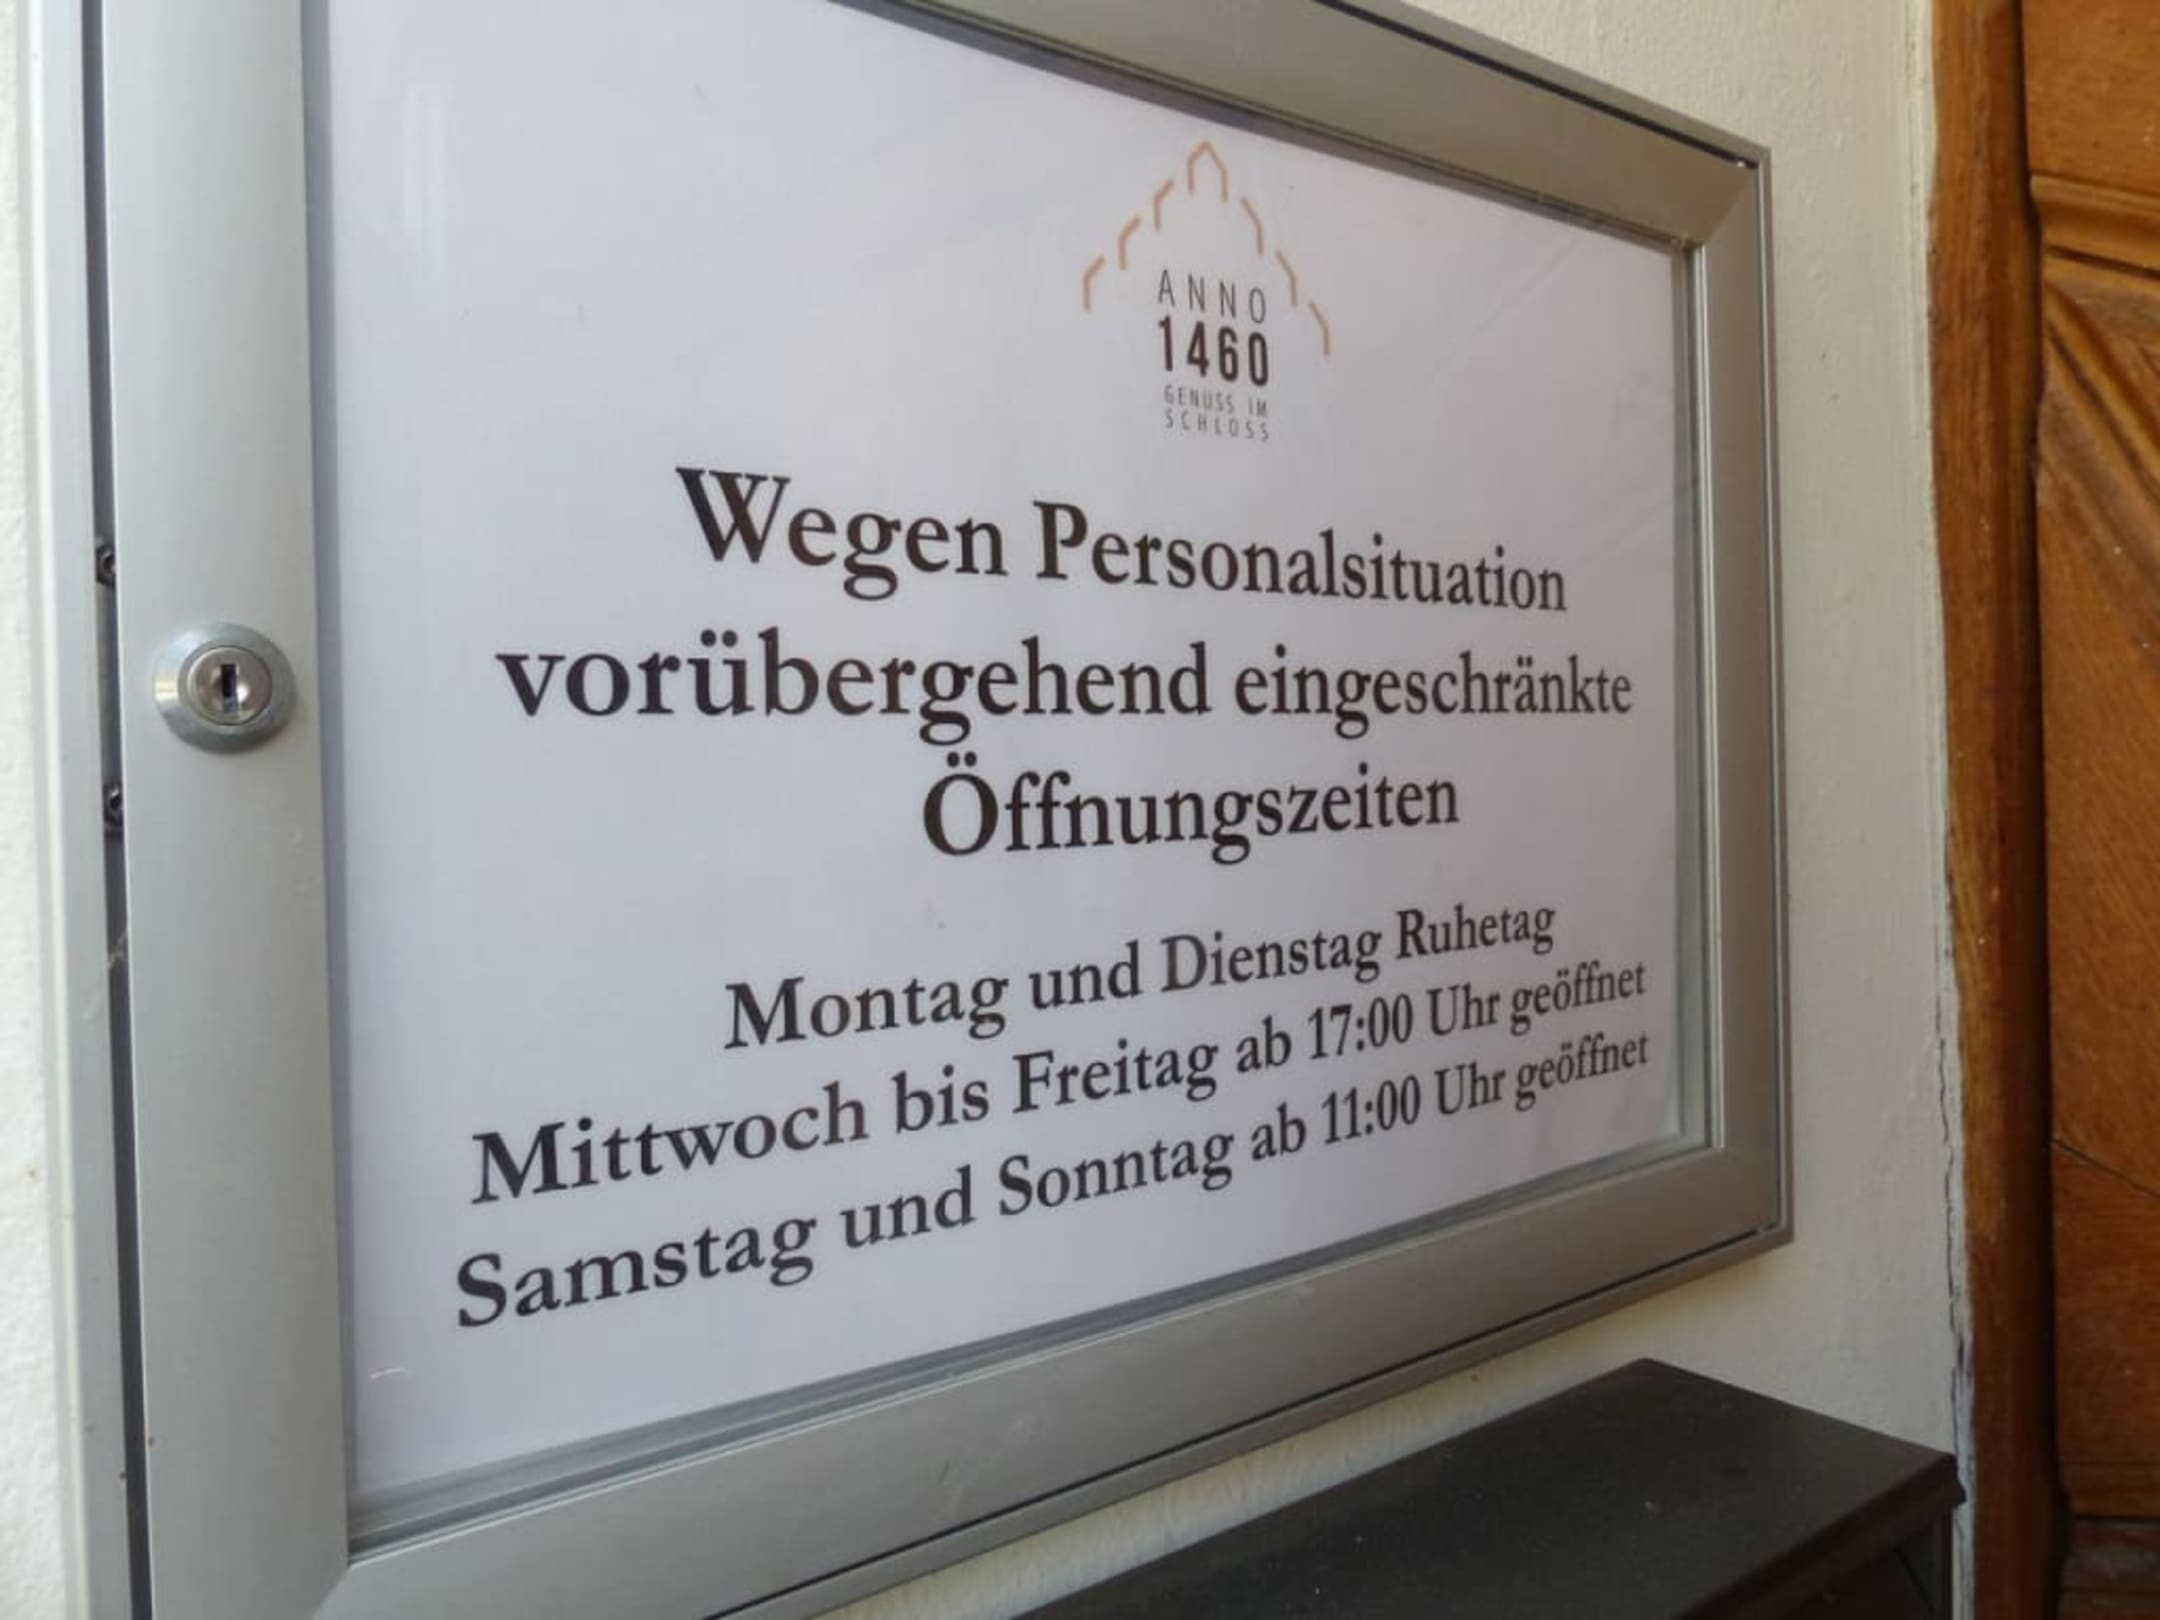 ANNO
1460
GENUSS IM
SCHLOSS
Wegen Personalsituation
vorübergehend eingeschränkte
Öffnungszeiten
Montag und Dienstag Ruhetag
Mittwoch bis Freitag ab 17:00 Uhr geöffnet
Samstag und Sonntag ab 11:00 Uhr geöffnet